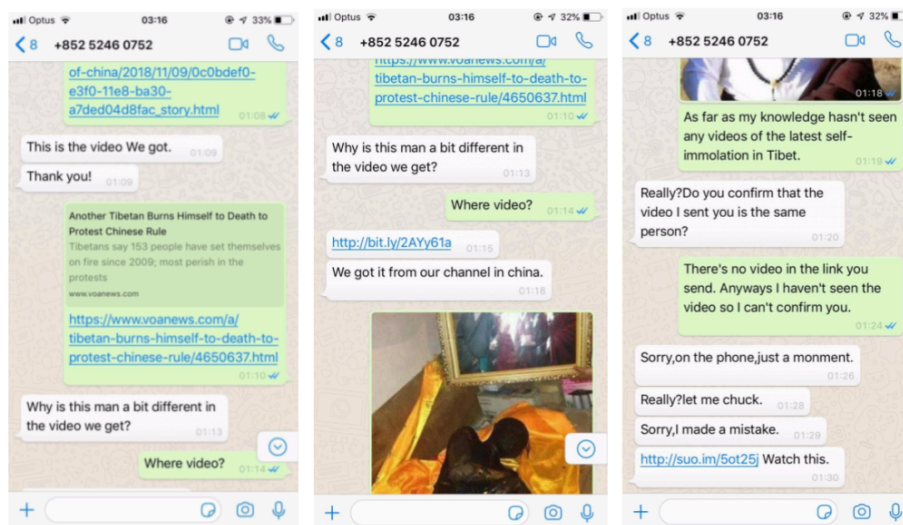 Optus 03:16 33%
8 +852 5246 0752
of-china/2018/11/09/0c0bdef0-
e3f0-11e8-ba30-
a7ded04d8fac_story.html
01:08
This is the video We got. 01:09
Thank you! 01:09
Another Tibetan Burns Himself to Death to
Protest Chinese Rule
Tibetans say 153 people have set themselves
on fire since 2009; most perish in the
protests
www.voanews.com
https://www.voanews.com/a/
tibetan-burns-himself-to-death-to-
protest-chinese-rule/4650637.html
01:10
Why is this man a bit different in
the video we get? 01:13
Where video? 01:14
Optus 03:16 32%
8 +852 5246 0752
https://www.voanews.com/a/
tibetan-burns-himself-to-death-to-
protest-chinese-rule/4650637.html
01:10
Why is this man a bit different in
the video we get? 01:13
Where video? 01:14
http://bit.ly/2AYy61a 01:15
We got it from our channel in china.
01:18
Optus 03:16 32%
8 +852 5246 0752
01:18
As far as my knowledge hasn't seen
any videos of the latest self-
immolation in Tibet. 01:19
Really?Do you confirm that the
video I sent you is the same
person? 01:20
There's no video in the link you
send. Anyways I haven't seen the
video so I can't confirm you.
01:24
Sorry,on the phone,just a monment.
01:26
Really?let me chuck. 01:28
Sorry,I made a mistake. 01:29
http://suo.im/5ot25j Watch this.
01:30